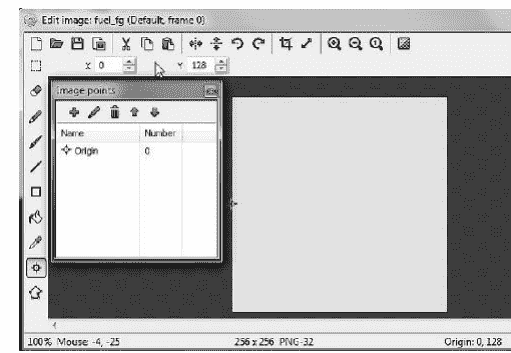 Edit image: fuel_fg (Default, frame 0)
X 0 Y 128
Image points
Name Number
Origin 0
100% Mouse -4, -25 256 x 256 PNG-32 Origin: 0, 128